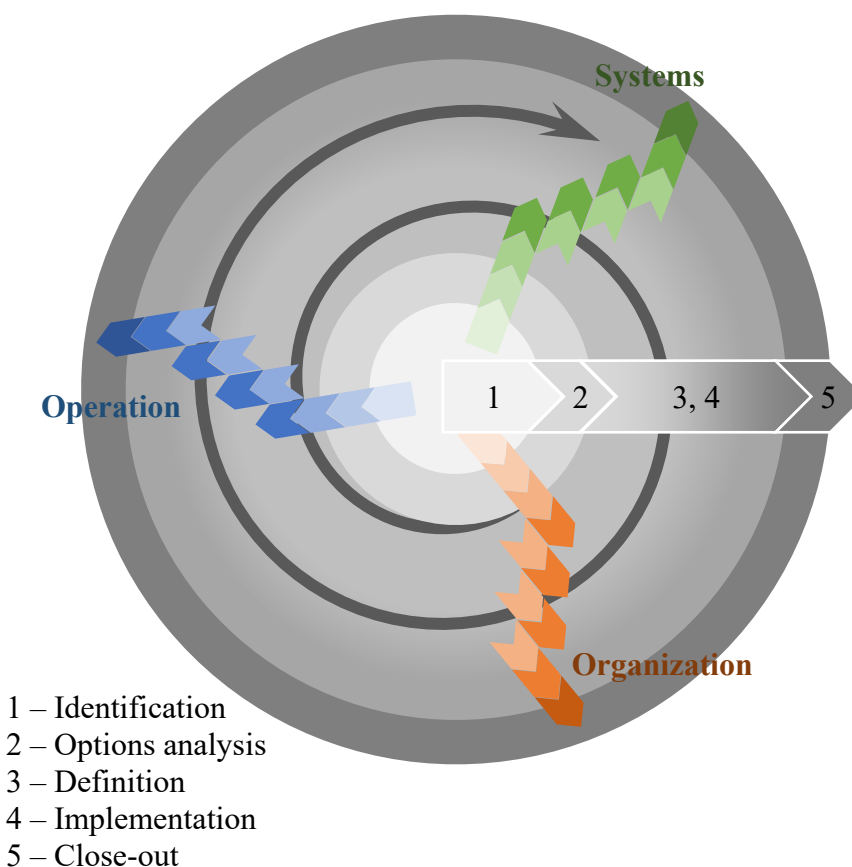 Systems
Operation
1
2
3, 4
5
Organization
1 – Identification
2 – Options analysis
3 – Definition
4 – Implementation
5 – Close-out